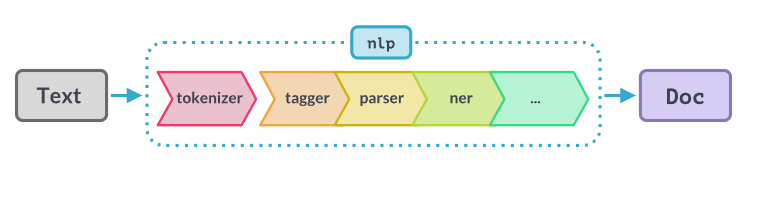 nlp
Text
tokenizer
tagger
parser
ner
...
Doc